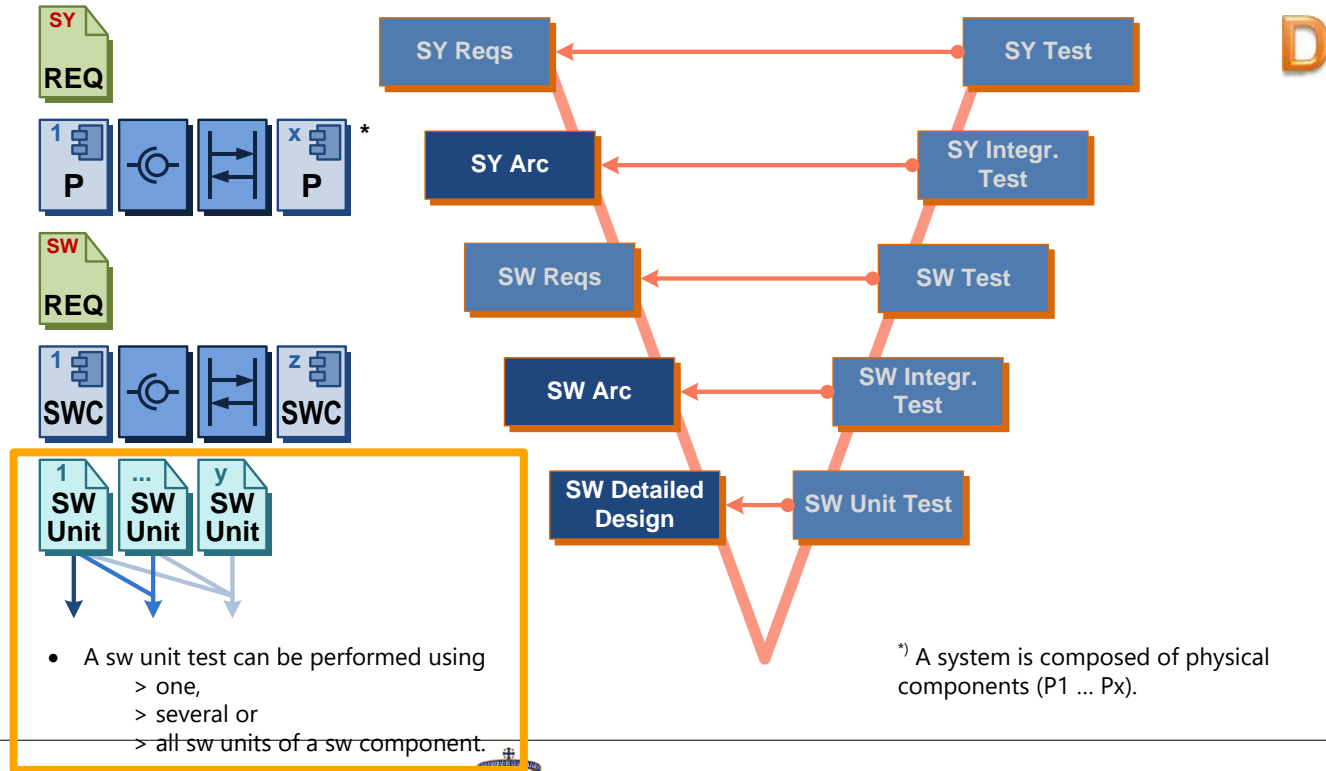 SY
REQ
SY Reqs
SY Test
D
1
P
x
P
*
SY Arc
SY Integr.
Test
SW
REQ
SW Reqs
SW Test
1
SWC
z
SWC
SW Arc
SW Integr.
Test
1
SW
Unit
...
SW
Unit
y
SW
Unit
SW Detailed
Design
SW Unit Test
• A sw unit test can be performed using
> one,
> several or
> all sw units of a sw component.
*) A system is composed of physical
components (P1 ... Px).